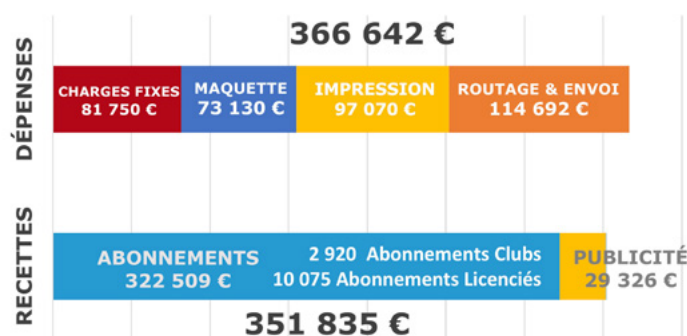 366 642 €
DÉPENSES
CHARGES FIXES
81 750 €
MAQUETTE
73 130 €
IMPRESSION
97 070 €
ROUTAGE & ENVOI
114 692 €
RECETTES
ABONNEMENTS
322 509 €
2 920 Abonnements Clubs
10 075 Abonnements Licenciés
PUBLICITÉ
29 326 €
351 835 €